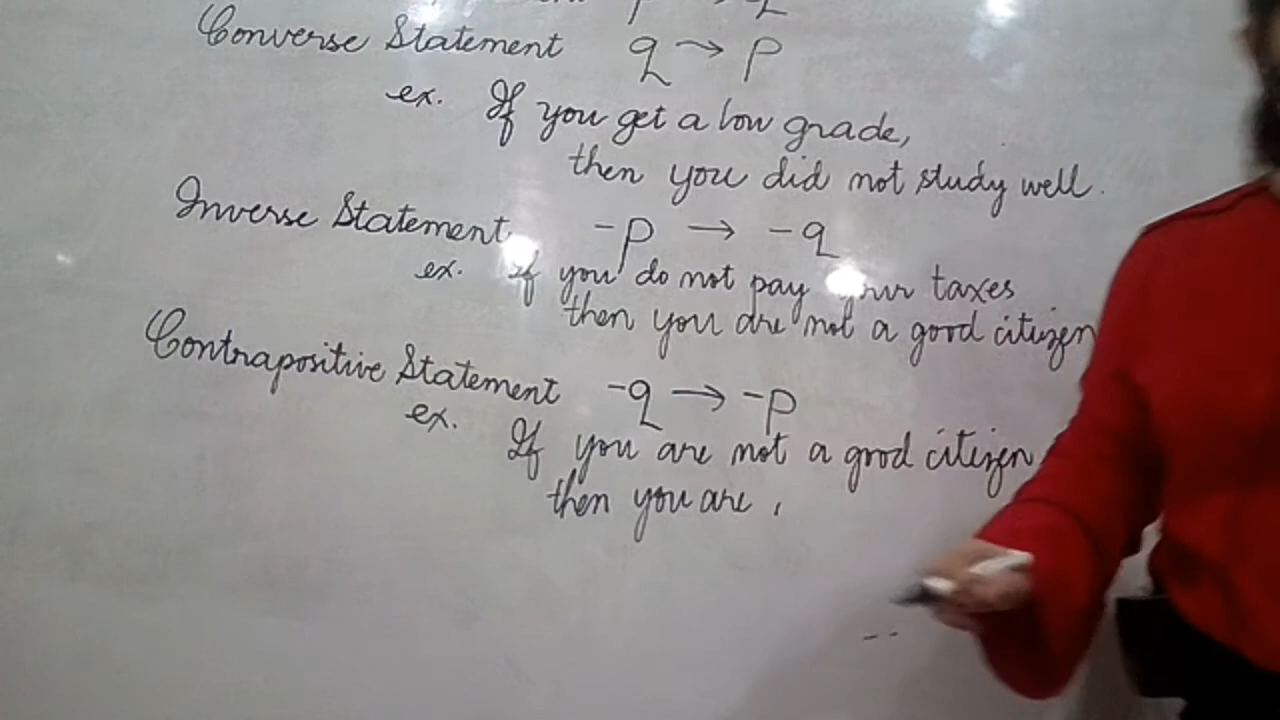 p → q
Converse Statement q → p
ex. If you get a low grade,
then you did not study well.
Inverse Statement -p → -q
ex. If you do not pay your taxes
then you are not a good citizen
Contrapositive Statement -q → -p
ex. If you are not a good citizen
then you are